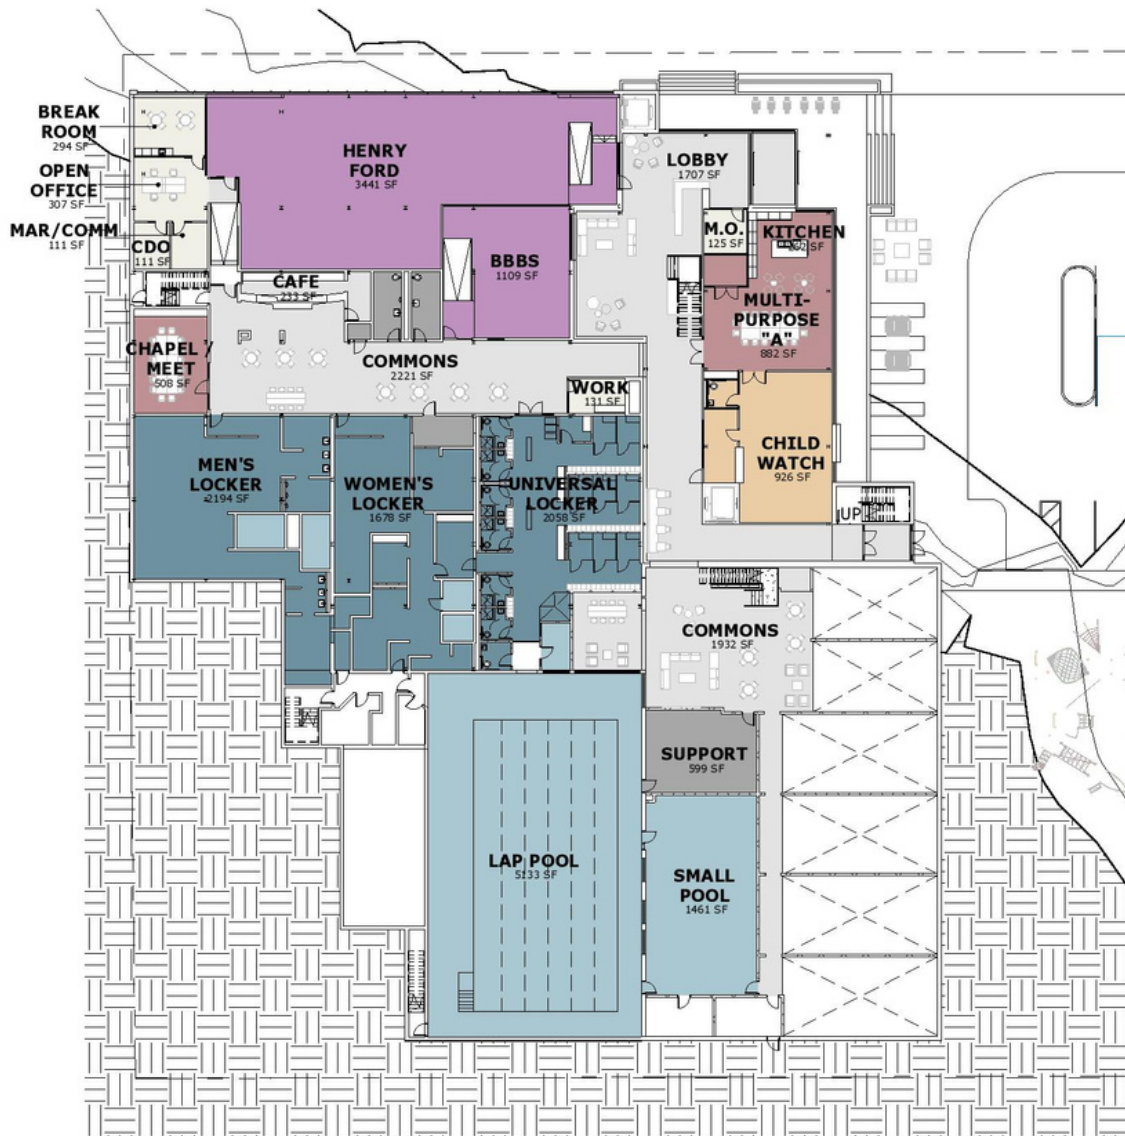 BREAK
ROOM
294 SF
OPEN
OFFICE
307 SF
MAR/COMM
111 SF
CDO
111 SF
HENRY
FORD
3441 SF
LOBBY
1707 SF
M.O.
125 SF
KITCHEN
BBBS
1109 SF
CAFE
233 SF
MULTI-
PURPOSE
"A"
882 SF
CHAPEL /
MEET
508 SF
COMMONS
2221 SF
WORK
131 SF
CHILD
WATCH
926 SF
MEN'S
LOCKER
2194 SF
WOMEN'S
LOCKER
1678 SF
UNIVERSAL
LOCKER
2058 SF
UP
COMMONS
1932 SF
SUPPORT
599 SF
LAP POOL
5133 SF
SMALL
POOL
1461 SF